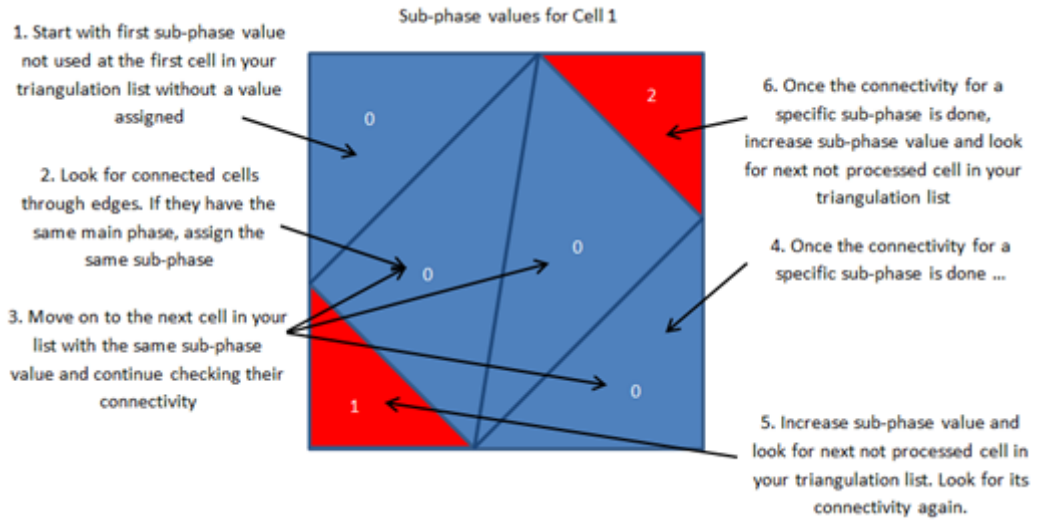 Sub-phase values for Cell 1
1. Start with first sub-phase value
not used at the first cell in your
triangulation list without a value
assigned
2. Look for connected cells
through edges. If they have the
same main phase, assign the
same sub-phase
3. Move on to the next cell in your
list with the same sub-phase
value and continue checking their
connectivity
0
2
0
0
0
1
6. Once the connectivity for a
specific sub-phase is done,
increase sub-phase value and look
for next not processed cell in your
triangulation list
4. Once the connectivity for a
specific sub-phase is done ...
5. Increase sub-phase value and
look for next not processed cell in
your triangulation list. Look for its
connectivity again.